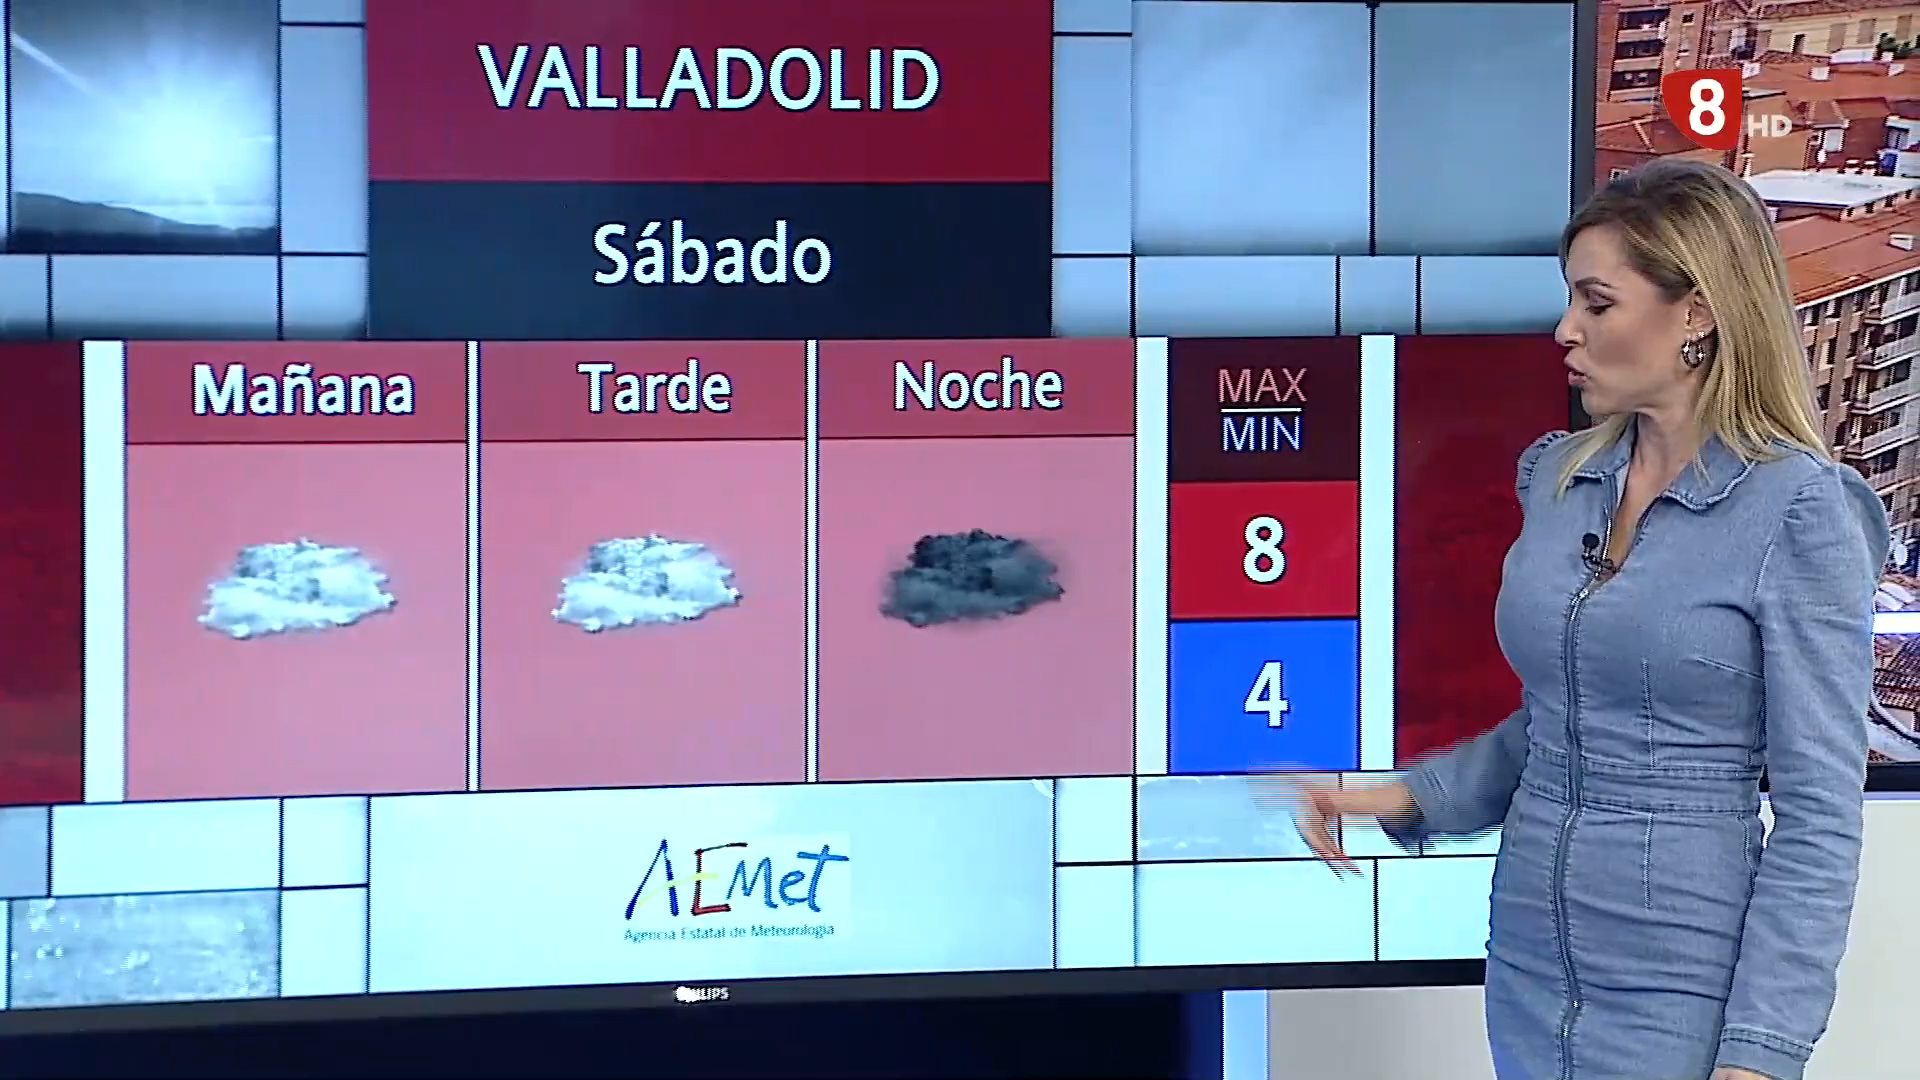 VALLADOLID
8 HD
Sábado
Mañana
Tarde
Noche
MAX
MIN
8
4
AEMet
Agencia Estatal de Meteorología
PHILIPS